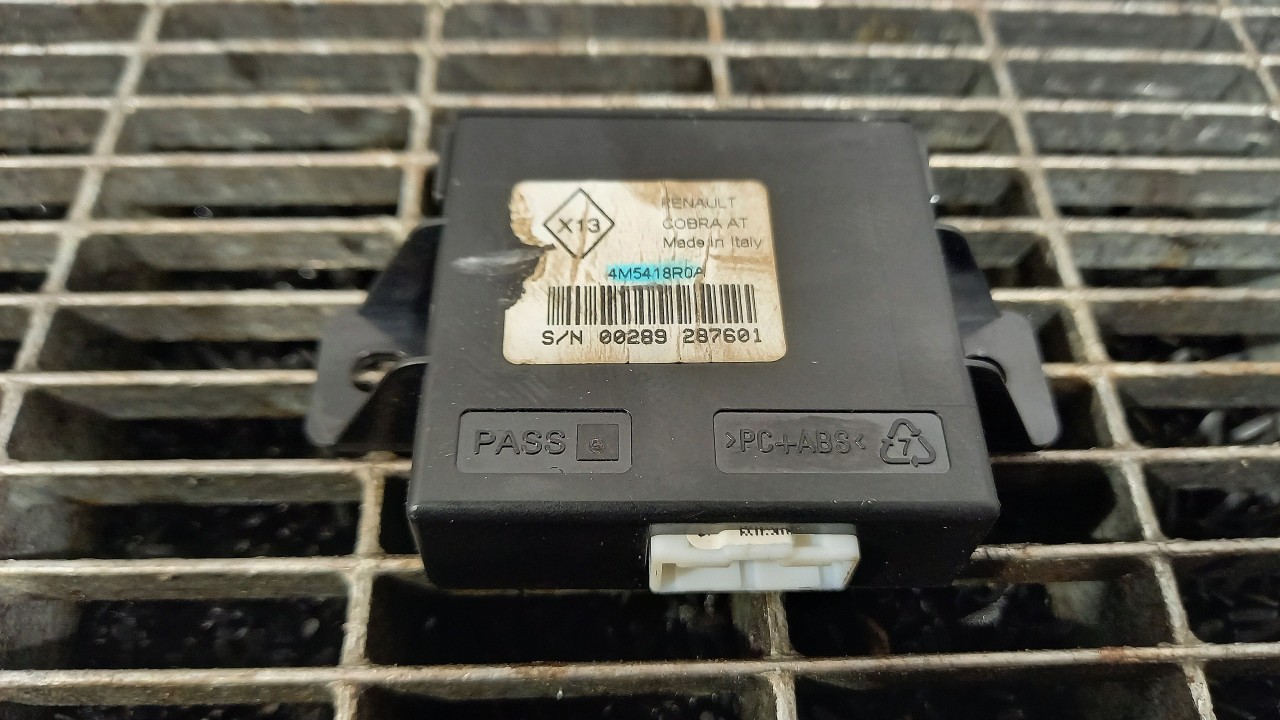 X13
RENAULT
COBRA AT
Made in Italy
4M5418R0A
S/N 00289 287601
PASS
>PC+ABS<
7